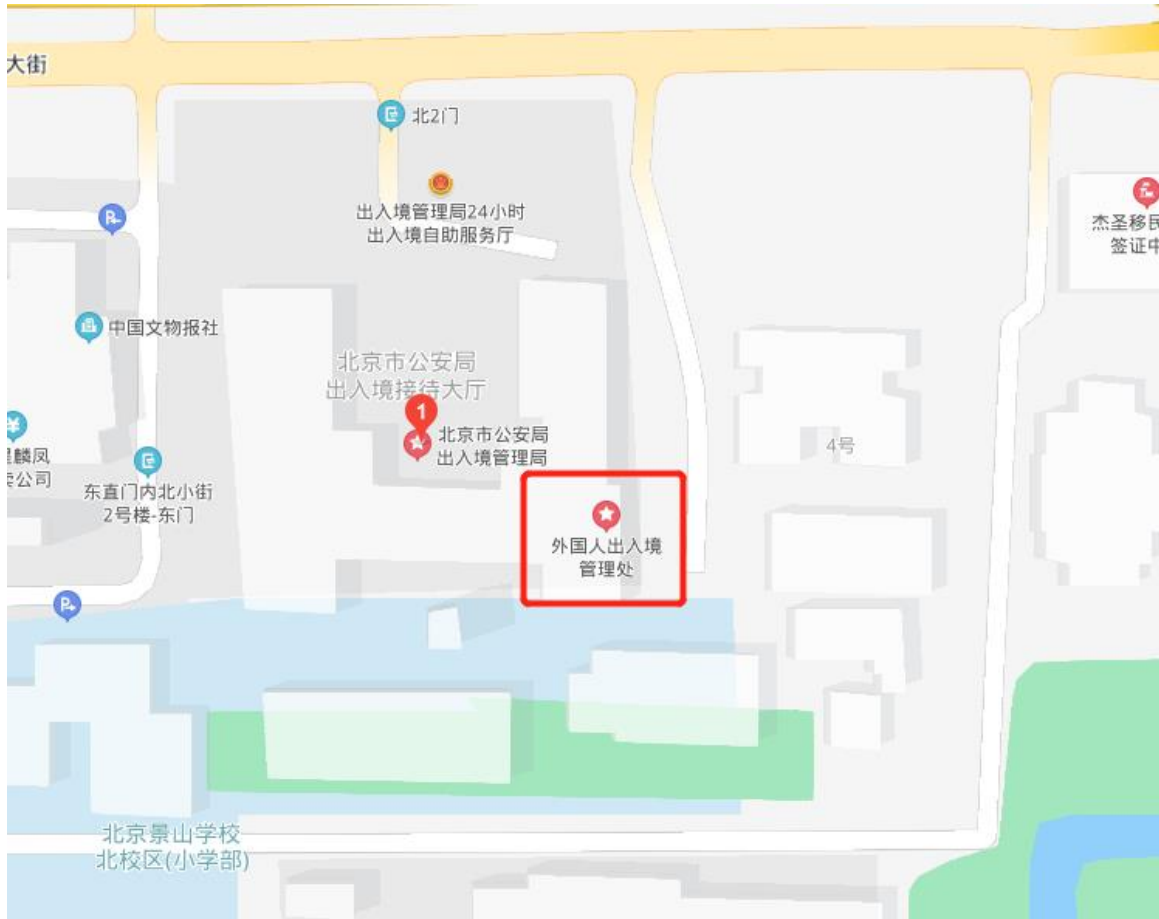 大街
北2门
出入境管理局24小时
出入境自助服务厅
杰圣移民
签证中
中国文物报社
北京市公安局
出入境接待大厅
1
北京市公安局
出入境管理局
4号
麟凤
公司
东直门内北小街
2号楼-东门
外国人出入境
管理处
北京景山学校
北校区(小学部)